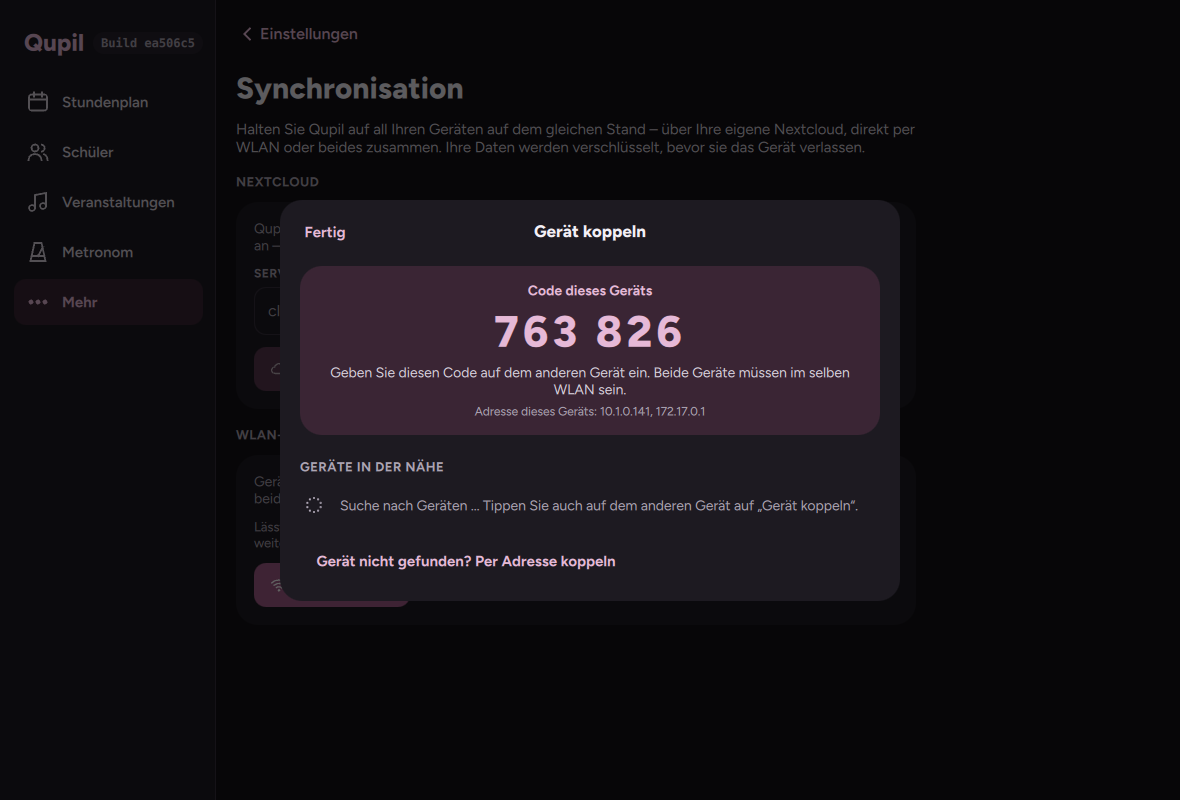 Qupil Build ea506c5
Stundenplan
Schüler
Veranstaltungen
Metronom
Mehr
Einstellungen
Synchronisation
Halten Sie Qupil auf all Ihren Geräten auf dem gleichen Stand – über Ihre eigene Nextcloud, direkt per
WLAN oder beides zusammen. Ihre Daten werden verschlüsselt, bevor sie das Gerät verlassen.
NEXTCLOUD
an –
WLAN-
Fertig
Gerät koppeln
Code dieses Geräts
763 826
Geben Sie diesen Code auf dem anderen Gerät ein. Beide Geräte müssen im selben
WLAN sein.
Adresse dieses Geräts: 10.1.0.141, 172.17.0.1
GERÄTE IN DER NÄHE
Suche nach Geräten … Tippen Sie auch auf dem anderen Gerät auf „Gerät koppeln“.
Gerät nicht gefunden? Per Adresse koppeln